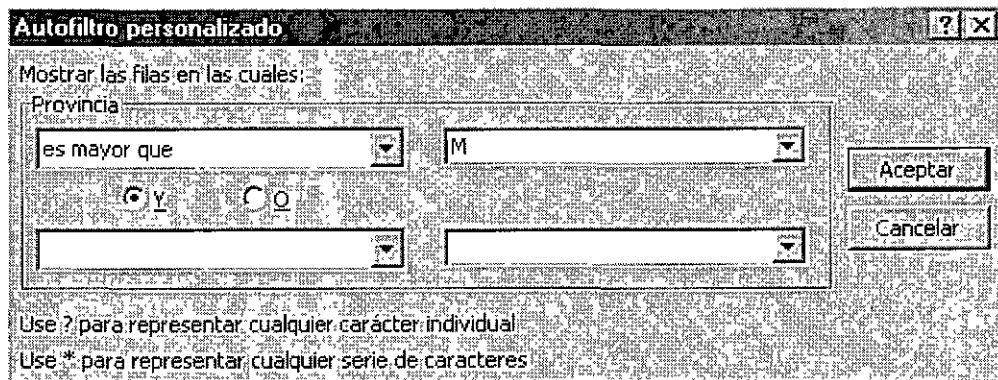 Autofiltro personalizado
Mostrar las filas en las cuales:
Provincia
es mayor que M
Aceptar
Y O
Cancelar
Use ? para representar cualquier carácter individual
Use * para representar cualquier serie de caracteres